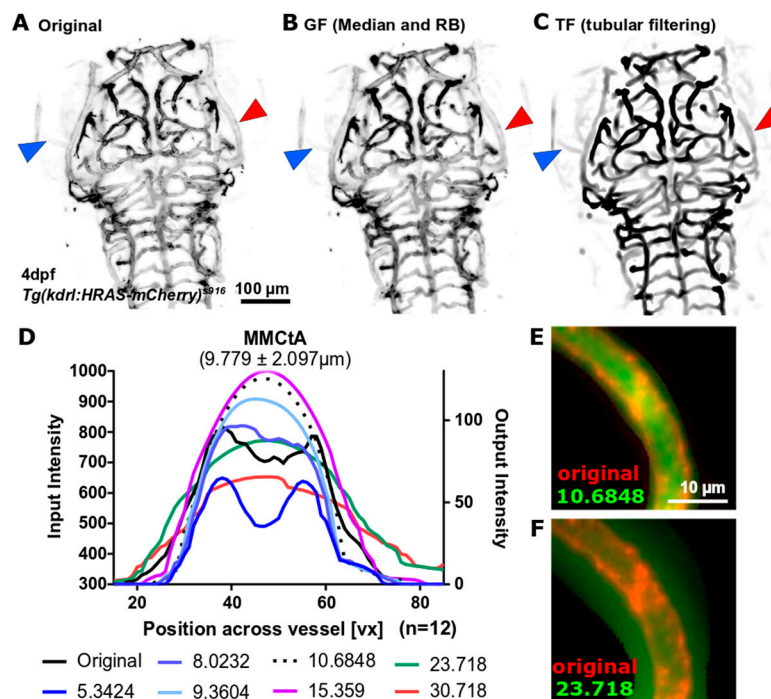 A Original
B GF (Median and RB)
C TF (tubular filtering)
4dpf
Tg(kdrl:HRAS-mCherry)s916
100 µm
D
MMCtA
(9.779 ± 2.097µm)
Input Intensity
1000
900
800
700
600
500
400
300
Output Intensity
100
50
0
20 40 60 80
Position across vessel [vx] (n=12)
Original 8.0232 10.6848 23.718
5.3424 9.3604 15.359 30.718
E
original
10.6848
10 µm
F
original
23.718